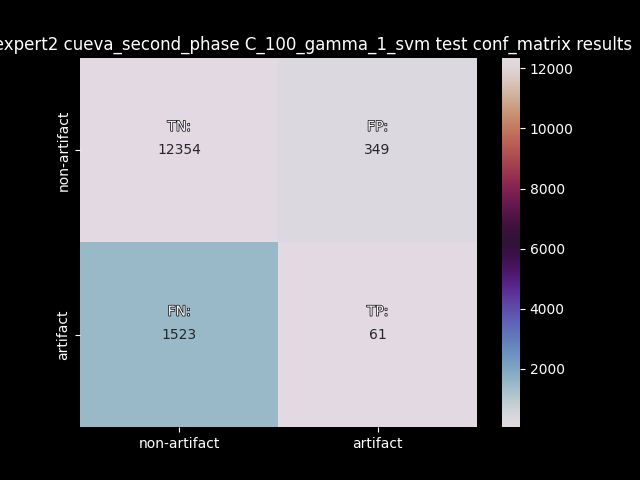 expert2 cueva_second_phase C_100_gamma_1_svm test conf_matrix results
non-artifact
artifact
TN:
12354
FP:
349
FN:
1523
TP:
61
non-artifact
artifact
12000
10000
8000
6000
4000
2000